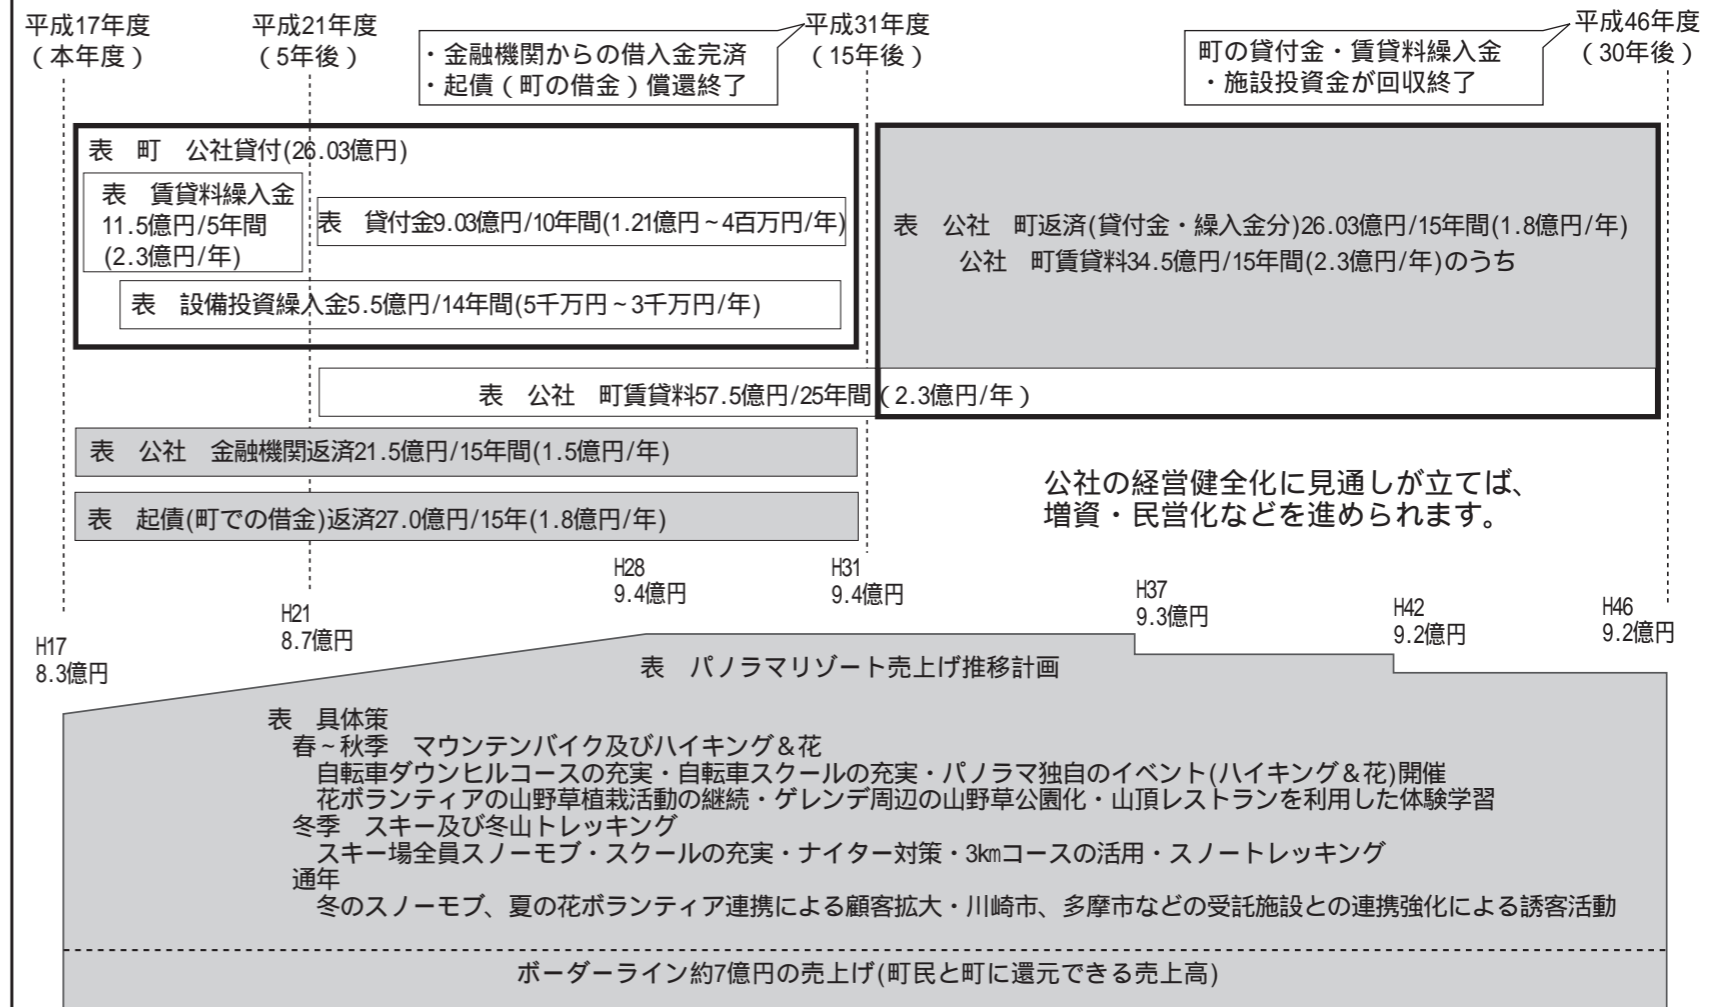 平成17年度
（本年度）
平成21年度
（5年後）
・金融機関からの借入金完済
・起債（町の借金）償還終了
平成31年度
（15年後）
町の貸付金・賃貸料繰入金
・施設投資金が回収終了
平成46年度
（30年後）
表　町　公社貸付(26.03億円)
表　賃貸料繰入金
11.5億円/5年間
(2.3億円/年)
表　貸付金9.03億円/10年間(1.21億円~4百万円/年)
表　設備投資繰入金5.5億円/14年間(5千万円~3千万円/年)
表　公社　町返済(貸付金・繰入金分)26.03億円/15年間(1.8億円/年)
公社　町賃貸料34.5億円/15年間(2.3億円/年)のうち
表　公社　町賃貸料57.5億円/25年間（2.3億円/年）
表　公社　金融機関返済21.5億円/15年間(1.5億円/年)
表　起債(町での借金)返済27.0億円/15年(1.8億円/年)
公社の経営健全化に見通しが立てば、
増資・民営化などを進められます。
H17
8.3億円
H21
8.7億円
H28
9.4億円
H31
9.4億円
H37
9.3億円
H42
9.2億円
H46
9.2億円
表　パノラマリゾート売上げ推移計画
表　具体策
春~秋季　マウンテンバイク及びハイキング＆花
自転車ダウンヒルコースの充実・自転車スクールの充実・パノラマ独自のイベント(ハイキング＆花)開催
花ボランティアの山野草植栽活動の継続・ゲレンデ周辺の山野草公園化・山頂レストランを利用した体験学習
冬季　スキー及び冬山トレッキング
スキー場全員スノーモブ・スクールの充実・ナイター対策・3㎞コースの活用・スノートレッキング
通年
冬のスノーモブ、夏の花ボランティア連携による顧客拡大・川崎市、多摩市などの受託施設との連携強化による誘客活動
ボーダーライン約7億円の売上げ(町民と町に還元できる売上高)